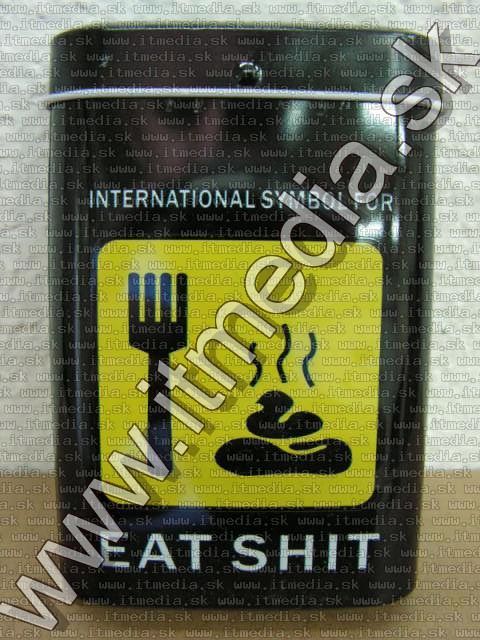 INTERNATIONAL SYMBOL FOR
EAT SHIT
www.itmedia.sk